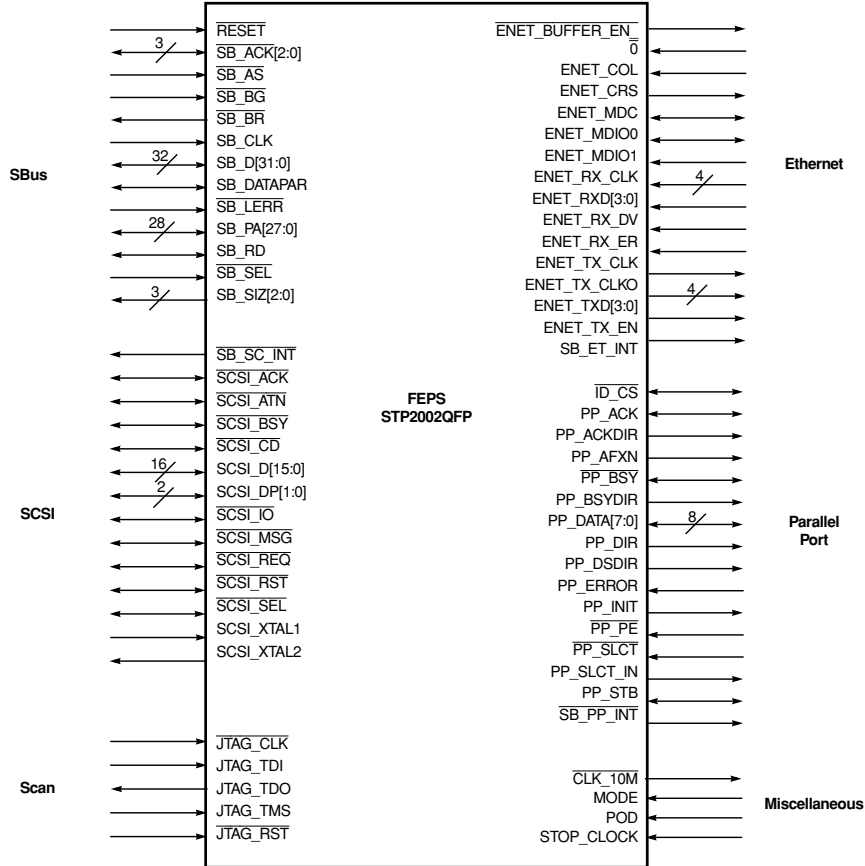 SBus
3
32
28
3
RESET
SB_ACK[2:0]
SB_AS
SB_BG
SB_BR
SB_CLK
SB_D[31:0]
SB_DATAPAR
SB_LERR
SB_PA[27:0]
SB_RD
SB_SEL
SB_SIZ[2:0]
SCSI
16
2
SB_SC_INT
SCSI_ACK
SCSI_ATN
SCSI_BSY
SCSI_CD
SCSI_D[15:0]
SCSI_DP[1:0]
SCSI_IO
SCSI_MSG
SCSI_REQ
SCSI_RST
SCSI_SEL
SCSI_XTAL1
SCSI_XTAL2
Scan
JTAG_CLK
JTAG_TDI
JTAG_TDO
JTAG_TMS
JTAG_RST
FEPS
STP2002QFP
ENET_BUFFER_EN_
0
ENET_COL
ENET_CRS
ENET_MDC
ENET_MDIO0
ENET_MDIO1
ENET_RX_CLK
ENET_RXD[3:0]
ENET_RX_DV
ENET_RX_ER
ENET_TX_CLK
ENET_TX_CLKO
ENET_TXD[3:0]
ENET_TX_EN
SB_ET_INT
4
4
Ethernet
ID_CS
PP_ACK
PP_ACKDIR
PP_AFXN
PP_BSY
PP_BSYDIR
PP_DATA[7:0]
PP_DIR
PP_DSDIR
PP_ERROR
PP_INIT
PP_PE
PP_SLCT
PP_SLCT_IN
PP_STB
SB_PP_INT
8
Parallel
Port
CLK_10M
MODE
POD
STOP_CLOCK
Miscellaneous